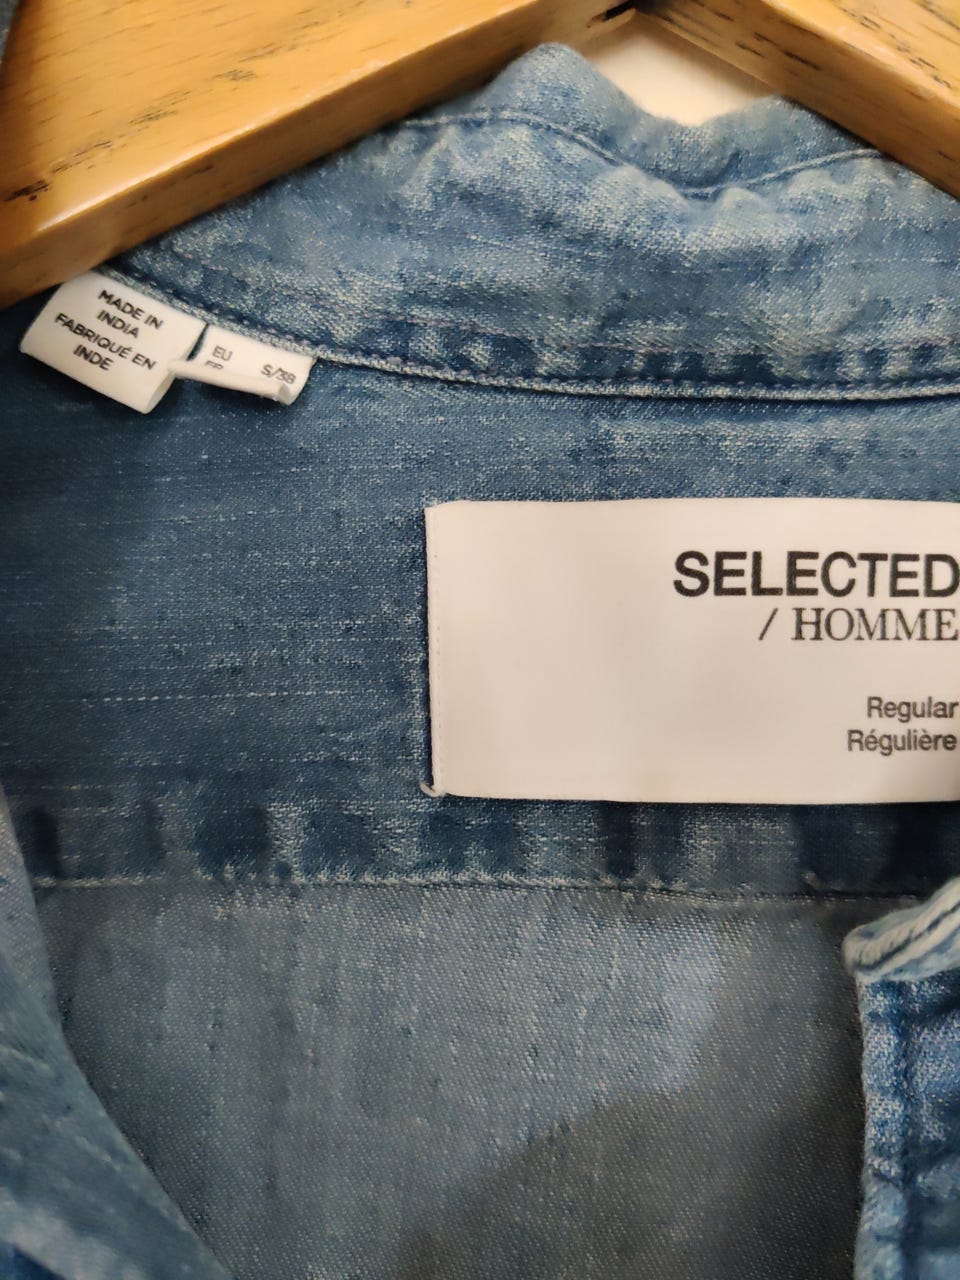 MADE IN
INDIA
FABRIQUÉ EN
INDE
EU S/38
SELECTED
/ HOMME
Regular
Régulière